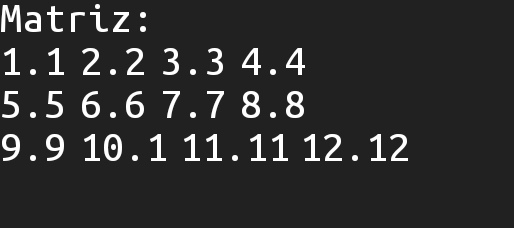 Matriz:
1.1 2.2 3.3 4.4
5.5 6.6 7.7 8.8
9.9 10.1 11.11 12.12